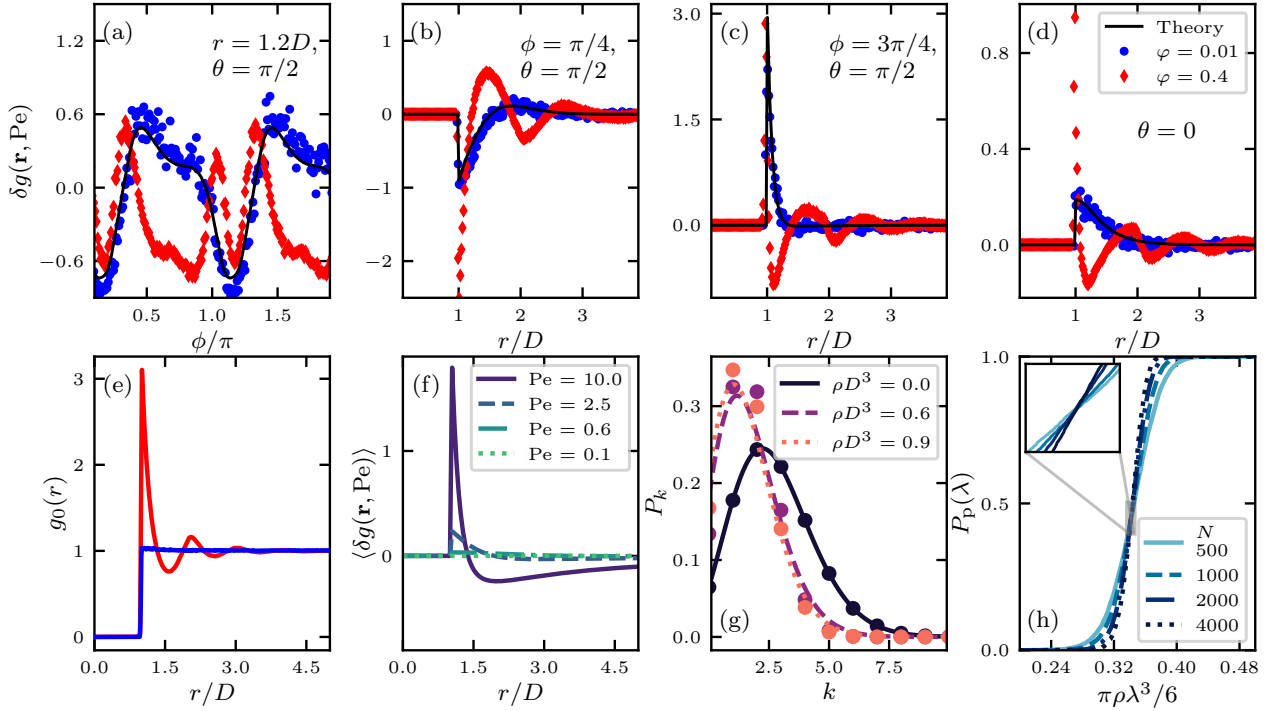 (a)
r = 1.2D,
θ = π/2
1.2
0.6
0.0
−0.6
δg(r, Pe)
0.5
1.0
1.5
ϕ/π
(b)
ϕ = π/4,
θ = π/2
1
0
−1
−2
1
2
3
r/D
(c)
ϕ = 3π/4,
θ = π/2
3.0
1.5
0.0
1
2
3
r/D
(d)
Theory
φ = 0.01
φ = 0.4
θ = 0
0.8
0.4
0.0
1
2
3
r/D
(e)
3
2
1
0
g₀(r)
0.0
1.5
3.0
4.5
r/D
(f)
Pe = 10.0
Pe = 2.5
Pe = 0.6
Pe = 0.1
1
0
⟨δg(r, Pe)⟩
0.0
1.5
3.0
4.5
r/D
ρD³ = 0.0
ρD³ = 0.6
ρD³ = 0.9
(g)
0.3
0.2
0.1
0.0
Pₖ
2.5
5.0
7.5
k
1.0
0.5
0.0
Pₚ(λ)
N
500
1000
2000
4000
(h)
0.24
0.32
0.40
0.48
πρλ³/6